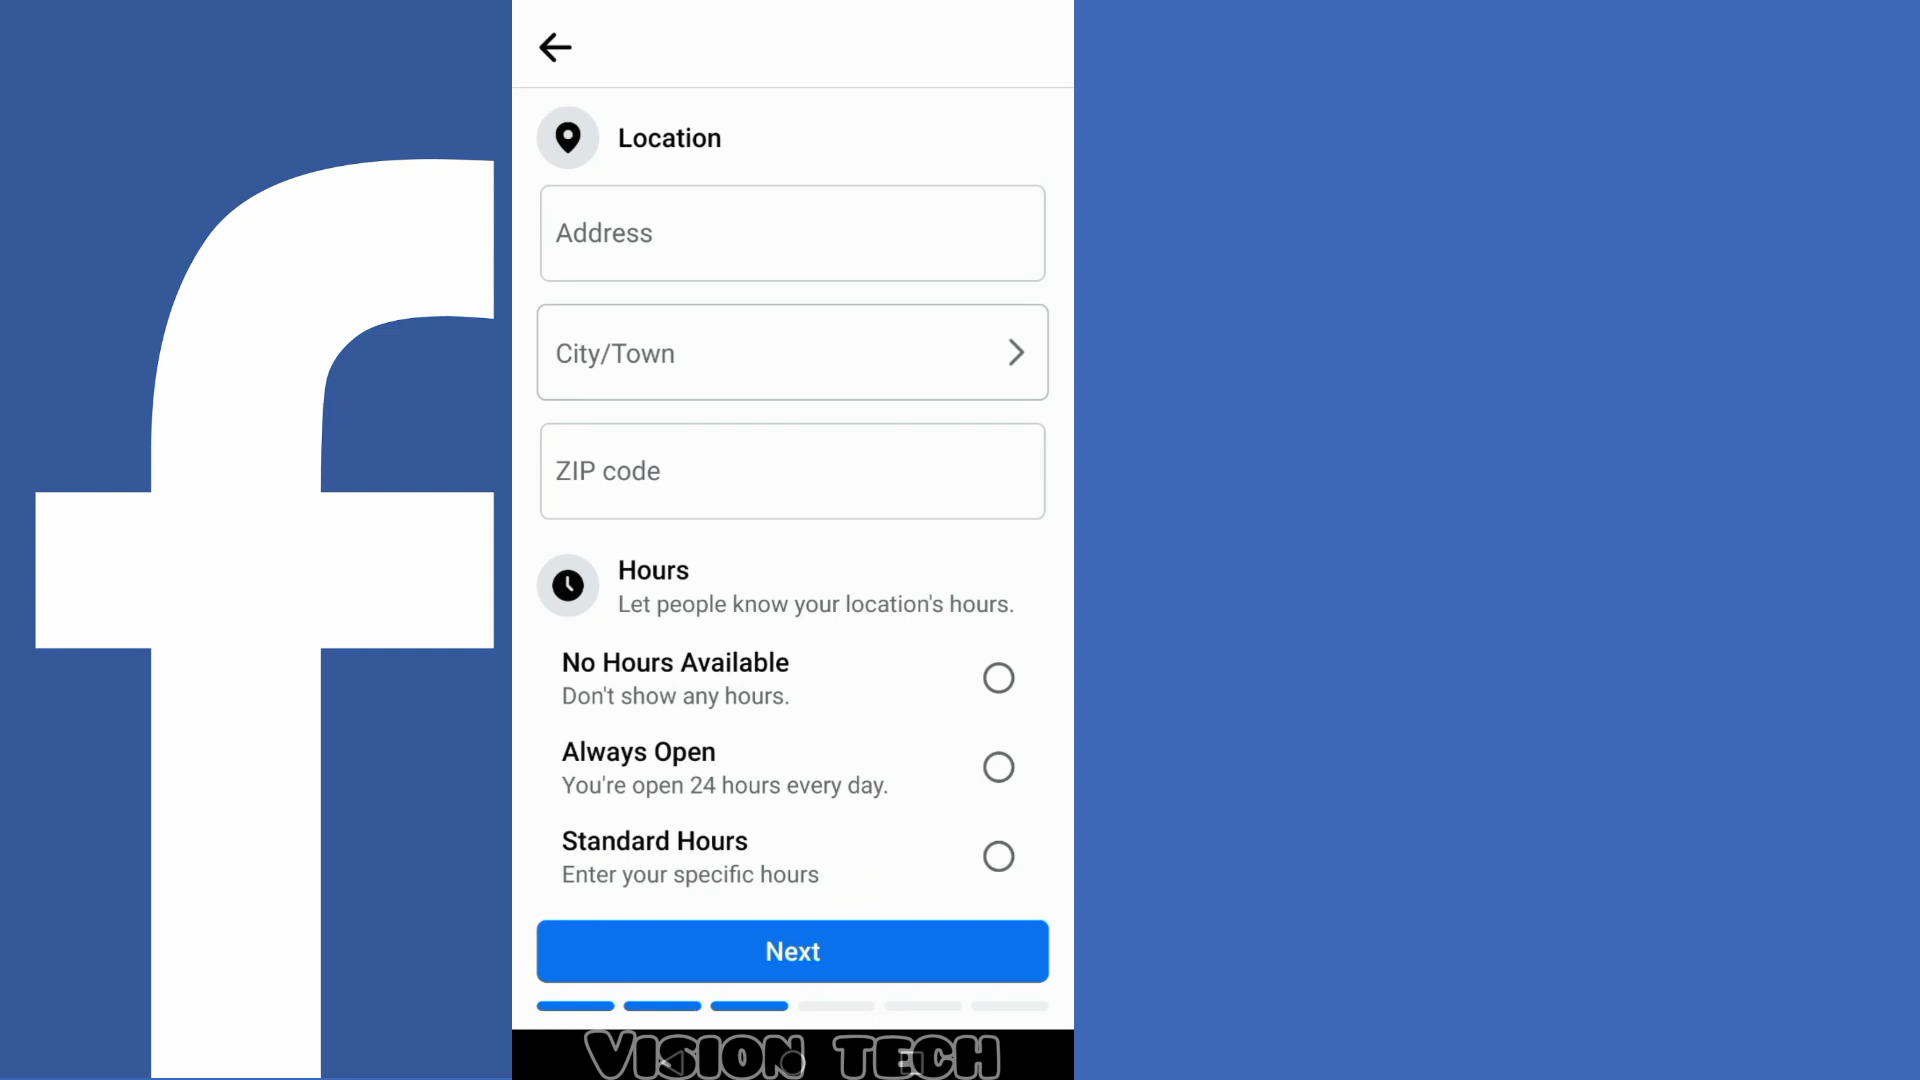 Location
Address
City/Town
ZIP code
Hours
Let people know your location's hours.
No Hours Available
Don't show any hours.
Always Open
You're open 24 hours every day.
Standard Hours
Enter your specific hours
Next
VISION TECH